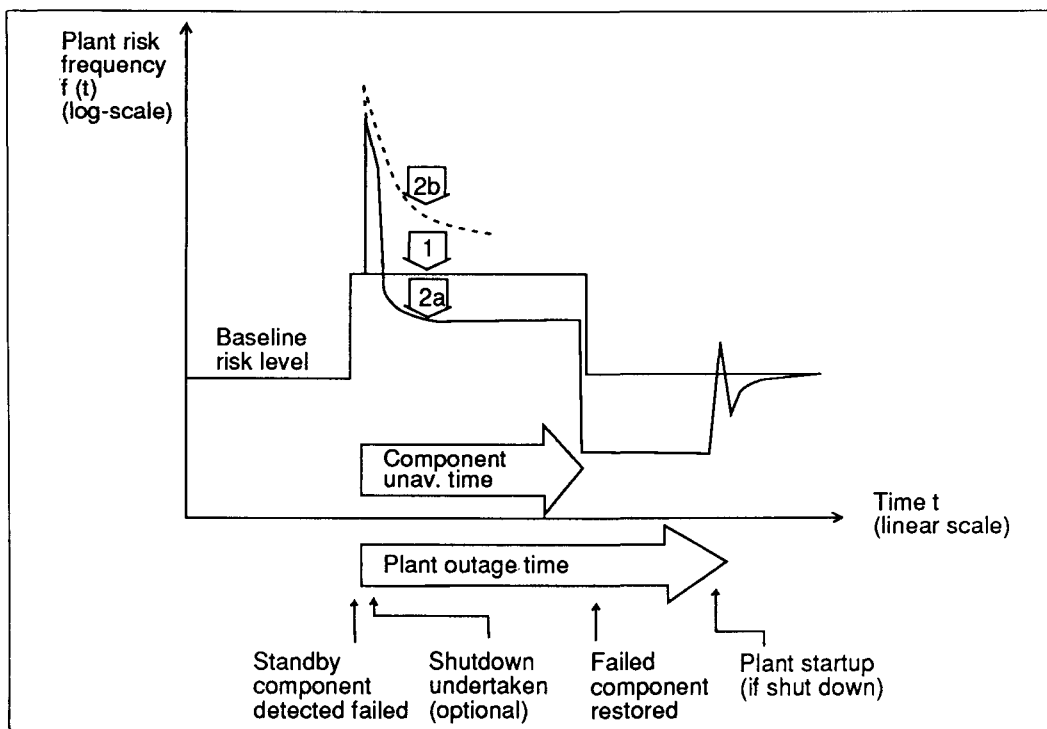 Plant risk
frequency
f (t)
(log-scale)
2b
1
2a
Baseline
risk level
Component
unav. time
Time t
(linear scale)
Plant outage time
Standby
component
detected failed
Shutdown
undertaken
(optional)
Failed
component
restored
Plant startup
(if shut down)